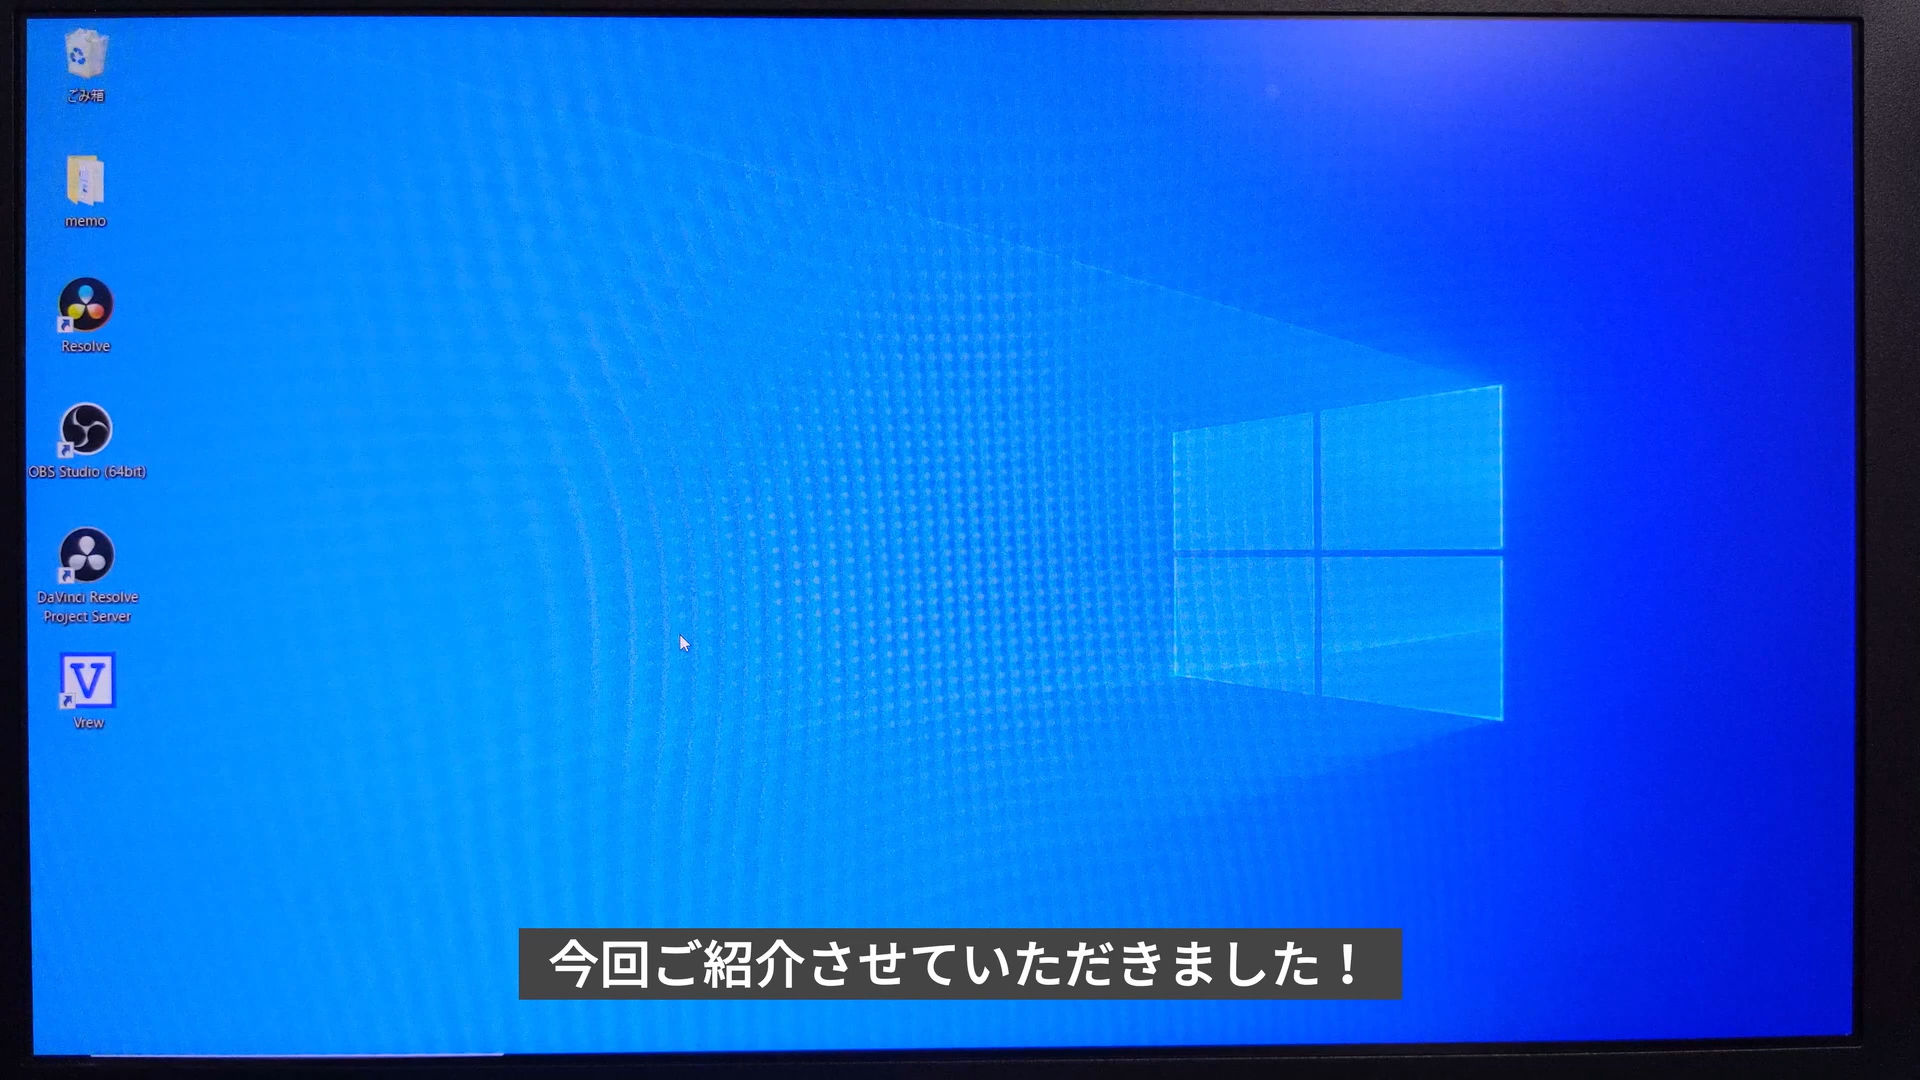 ごみ箱
memo
Resolve
OBS Studio (64bit)
DaVinci Resolve
Project Server
V
Vrew
今回ご紹介させていただきました！